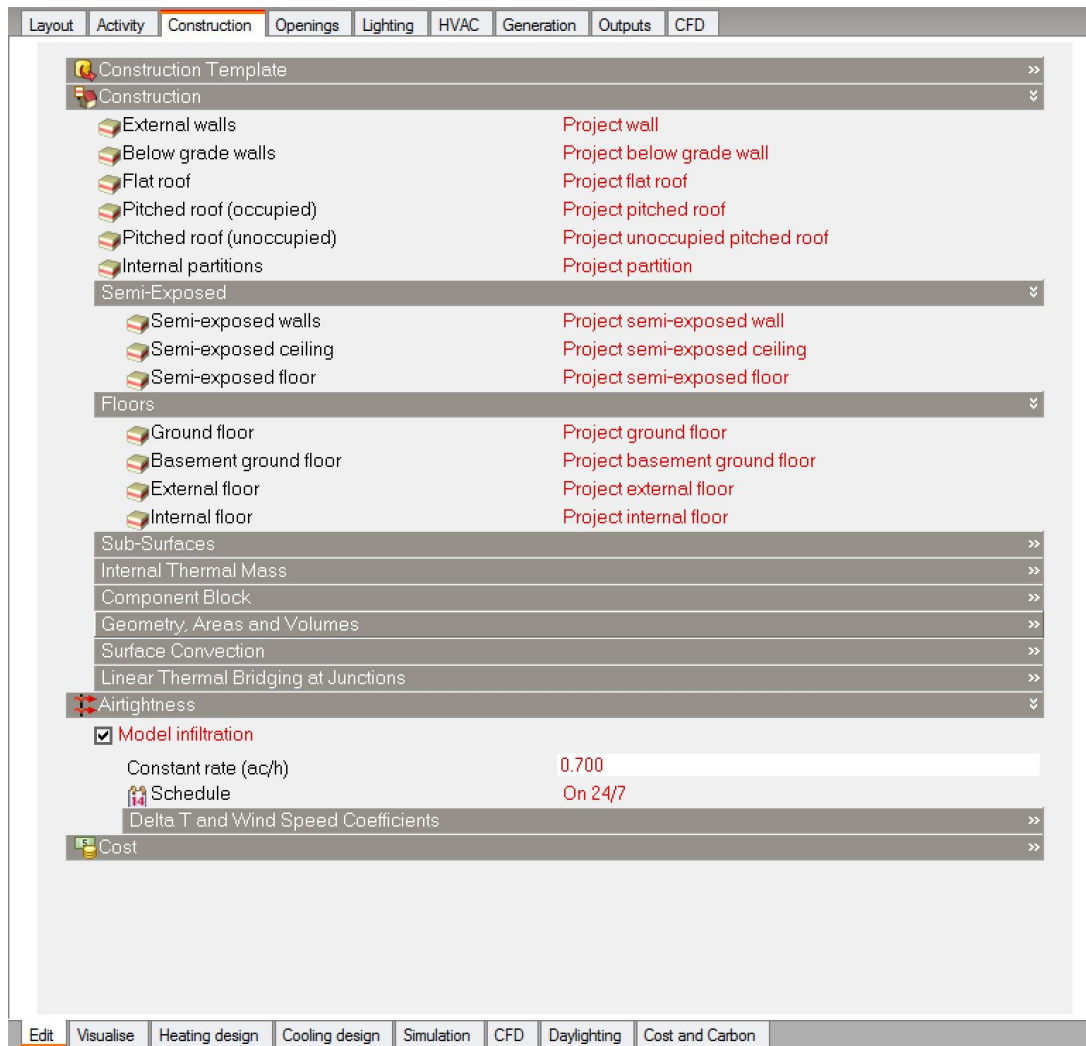 Layout Activity Construction Openings Lighting HVAC Generation Outputs CFD
Construction Template »
Construction
External walls Project wall
Below grade walls Project below grade wall
Flat roof Project flat roof
Pitched roof (occupied) Project pitched roof
Pitched roof (unoccupied) Project unoccupied pitched roof
Internal partitions Project partition
Semi-Exposed
Semi-exposed walls Project semi-exposed wall
Semi-exposed ceiling Project semi-exposed ceiling
Semi-exposed floor Project semi-exposed floor
Floors
Ground floor Project ground floor
Basement ground floor Project basement ground floor
External floor Project external floor
Internal floor Project internal floor
Sub-Surfaces »
Internal Thermal Mass »
Component Block »
Geometry, Areas and Volumes »
Surface Convection »
Linear Thermal Bridging at Junctions »
Airtightness
Model infiltration
Constant rate (ac/h) 0.700
14 Schedule On 24/7
Delta T and Wind Speed Coefficients »
5 Cost »
Edit Visualise Heating design Cooling design Simulation CFD Daylighting Cost and Carbon